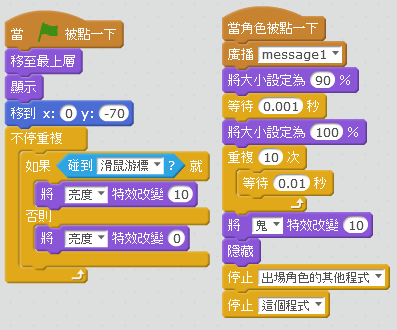 當 被點一下
移至最上層
顯示
移到 x: 0 y: -70
不停重複
如果 碰到 滑鼠游標 ? 就
將 亮度 特效改變 10
否則
將 亮度 特效改變 0
當角色被點一下
廣播 message1
將大小設定為 90 %
等待 0.001 秒
將大小設定為 100 %
重複 10 次
等待 0.01 秒
將 鬼 特效改變 10
隱藏
停止 出場角色的其他程式
停止 這個程式